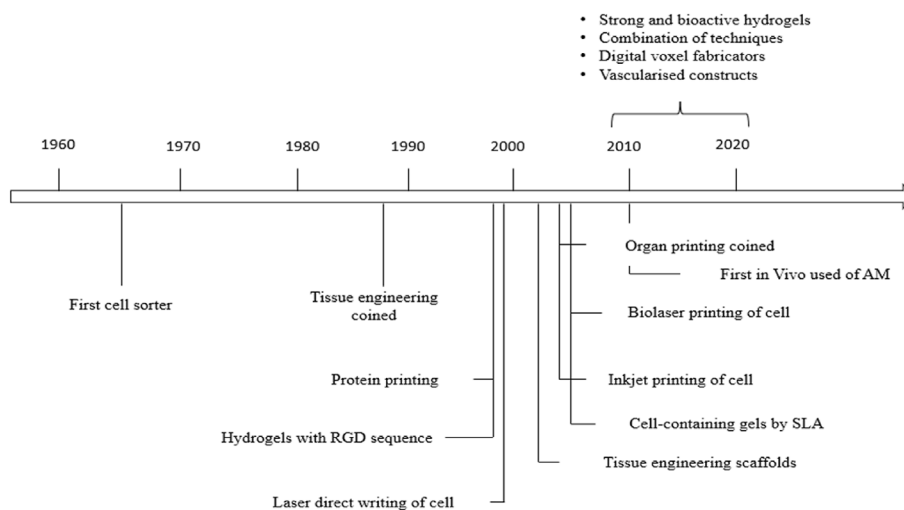 • Strong and bioactive hydrogels
• Combination of techniques
• Digital voxel fabricators
• Vascularised constructs
1960
1970
1980
1990
2000
2010
2020
Organ printing coined
First in Vivo used of AM
First cell sorter
Tissue engineering
coined
Biolaser printing of cell
Protein printing
Inkjet printing of cell
Cell-containing gels by SLA
Hydrogels with RGD sequence
Tissue engineering scaffolds
Laser direct writing of cell